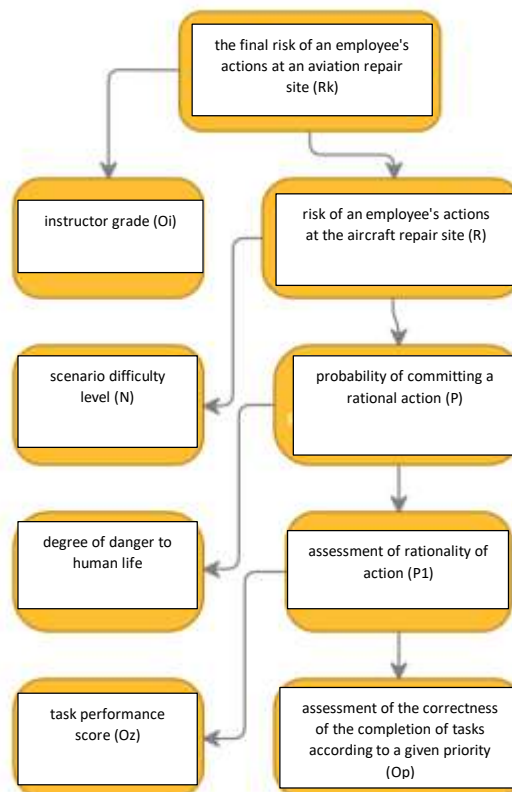 the final risk of an employee's
actions at an aviation repair
site (Rk)
instructor grade (Oi)
risk of an employee's actions
at the aircraft repair site (R)
scenario difficulty
level (N)
probability of committing a
rational action (P)
degree of danger to
human life
assessment of rationality of
action (P1)
task performance
score (Oz)
assessment of the correctness
of the completion of tasks
according to a given priority
(Op)